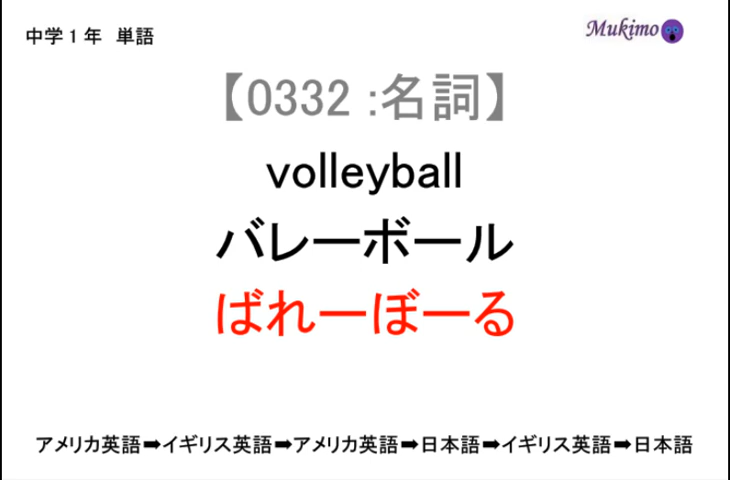 中学１年 単語
Mukimo
【0332 :名詞】
volleyball
バレーボール
ばれーぼーる
アメリカ英語➡イギリス英語➡アメリカ英語➡日本語➡イギリス英語➡日本語